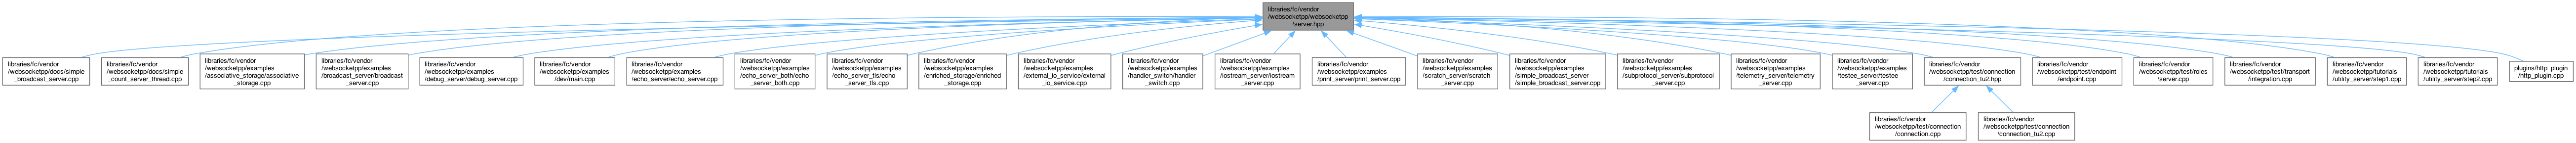 libraries/fc/vendor
/websocketpp/websocketpp
/server.hpp
libraries/fc/vendor
/websocketpp/docs/simple
_broadcast_server.cpp
libraries/fc/vendor
/websocketpp/docs/simple
_count_server_thread.cpp
libraries/fc/vendor
/websocketpp/examples
/associative_storage/associative
_storage.cpp
libraries/fc/vendor
/websocketpp/examples
/broadcast_server/broadcast
_server.cpp
libraries/fc/vendor
/websocketpp/examples
/debug_server/debug_server.cpp
libraries/fc/vendor
/websocketpp/examples
/dev/main.cpp
libraries/fc/vendor
/websocketpp/examples
/echo_server/echo_server.cpp
libraries/fc/vendor
/websocketpp/examples
/echo_server_both/echo
_server_both.cpp
libraries/fc/vendor
/websocketpp/examples
/echo_server_tls/echo
_server_tls.cpp
libraries/fc/vendor
/websocketpp/examples
/enriched_storage/enriched
_storage.cpp
libraries/fc/vendor
/websocketpp/examples
/external_io_service/external
_io_service.cpp
libraries/fc/vendor
/websocketpp/examples
/handler_switch/handler
_switch.cpp
libraries/fc/vendor
/websocketpp/examples
/iostream_server/iostream
_server.cpp
libraries/fc/vendor
/websocketpp/examples
/print_server/print_server.cpp
libraries/fc/vendor
/websocketpp/examples
/scratch_server/scratch
_server.cpp
libraries/fc/vendor
/websocketpp/examples
/simple_broadcast_server
/simple_broadcast_server.cpp
libraries/fc/vendor
/websocketpp/examples
/subprotocol_server/subprotocol
_server.cpp
libraries/fc/vendor
/websocketpp/examples
/telemetry_server/telemetry
_server.cpp
libraries/fc/vendor
/websocketpp/examples
/testee_server/testee
_server.cpp
libraries/fc/vendor
/websocketpp/test/connection
/connection_tu2.hpp
libraries/fc/vendor
/websocketpp/test/endpoint
/endpoint.cpp
libraries/fc/vendor
/websocketpp/test/roles
/server.cpp
libraries/fc/vendor
/websocketpp/test/transport
/integration.cpp
libraries/fc/vendor
/websocketpp/tutorials
/utility_server/step1.cpp
libraries/fc/vendor
/websocketpp/tutorials
/utility_server/step2.cpp
plugins/http_plugin
/http_plugin.cpp
libraries/fc/vendor
/websocketpp/test/connection
/connection.cpp
libraries/fc/vendor
/websocketpp/test/connection
/connection_tu2.cpp